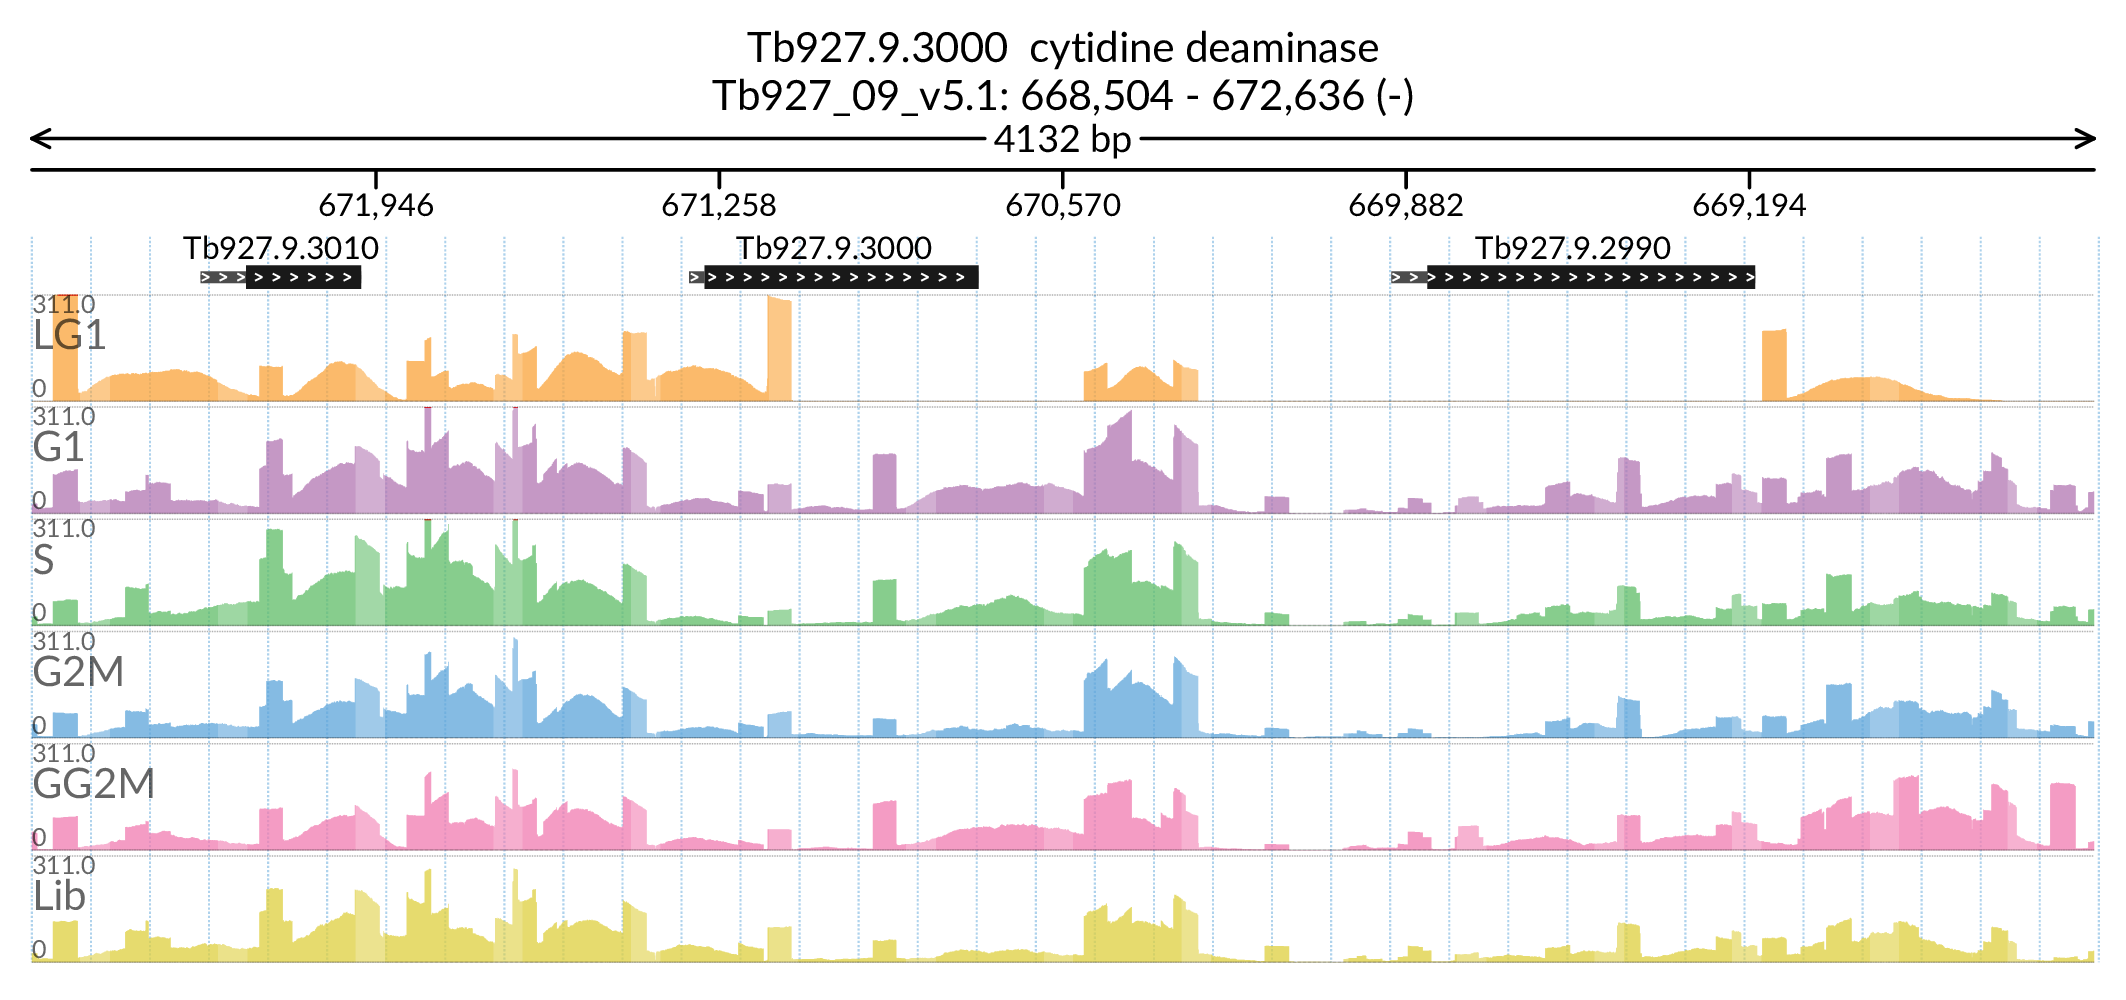 Tb927.9.3000  cytidine deaminase
Tb927_09_v5.1: 668,504 - 672,636 (-)
4132 bp
671,946 671,258 670,570 669,882 669,194
Tb927.9.3010 Tb927.9.3000 Tb927.9.2990
311.0
LG1
0
311.0
G1
0
311.0
S
0
311.0
G2M
0
311.0
GG2M
0
311.0
Lib
0